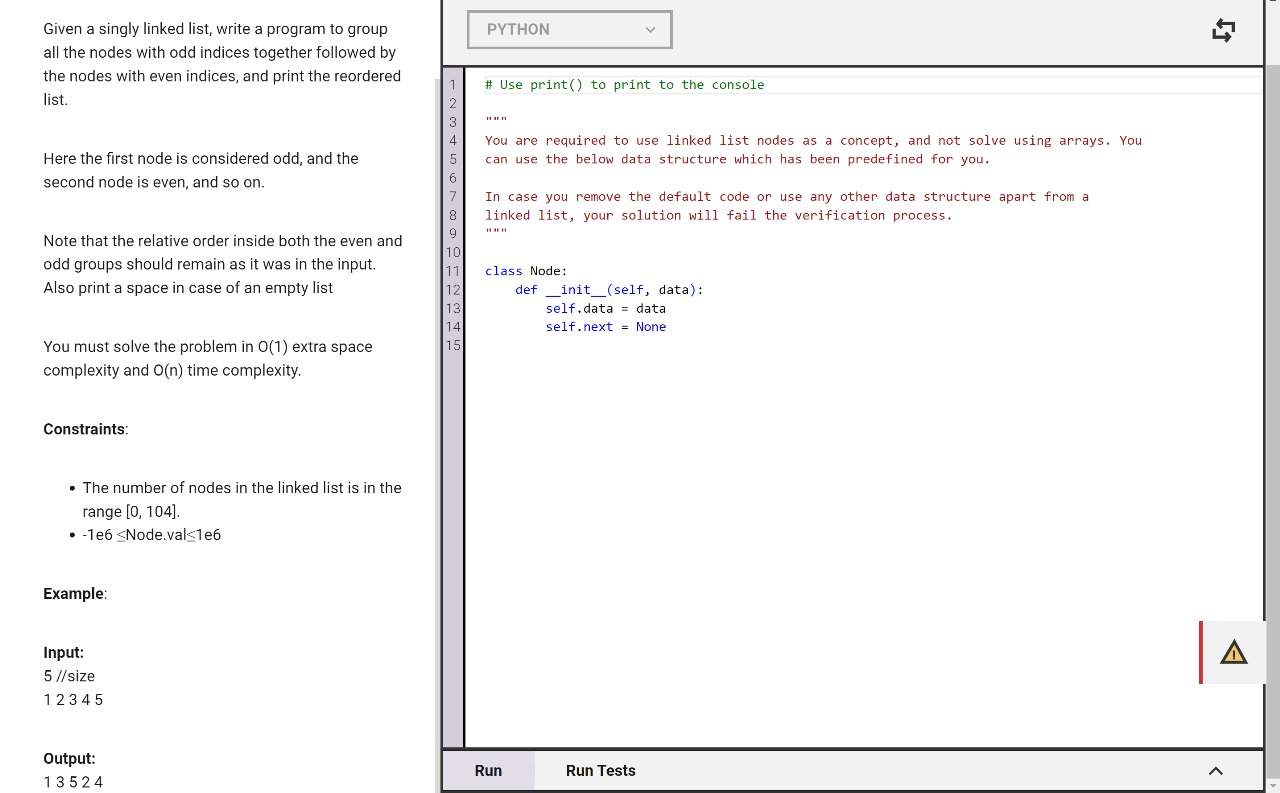 Given a singly linked list, write a program to group
all the nodes with odd indices together followed by
the nodes with even indices, and print the reordered
list.
Here the first node is considered odd, and the
second node is even, and so on.
Note that the relative order inside both the even and
odd groups should remain as it was in the input.
Also print a space in case of an empty list
You must solve the problem in O(1) extra space
complexity and O(n) time complexity.
Constraints:
• The number of nodes in the linked list is in the
range [0, 104].
• -1e6 ≤Node.val≤1e6
Example:
Input:
5 //size
1 2 3 4 5
Output:
1 3 5 2 4
PYTHON
1 # Use print() to print to the console
2
3 """
4 You are required to use linked list nodes as a concept, and not solve using arrays. You
5 can use the below data structure which has been predefined for you.
6
7 In case you remove the default code or use any other data structure apart from a
8 linked list, your solution will fail the verification process.
9 """
10
11 class Node:
12     def __init__(self, data):
13         self.data = data
14         self.next = None
15
Run Run Tests